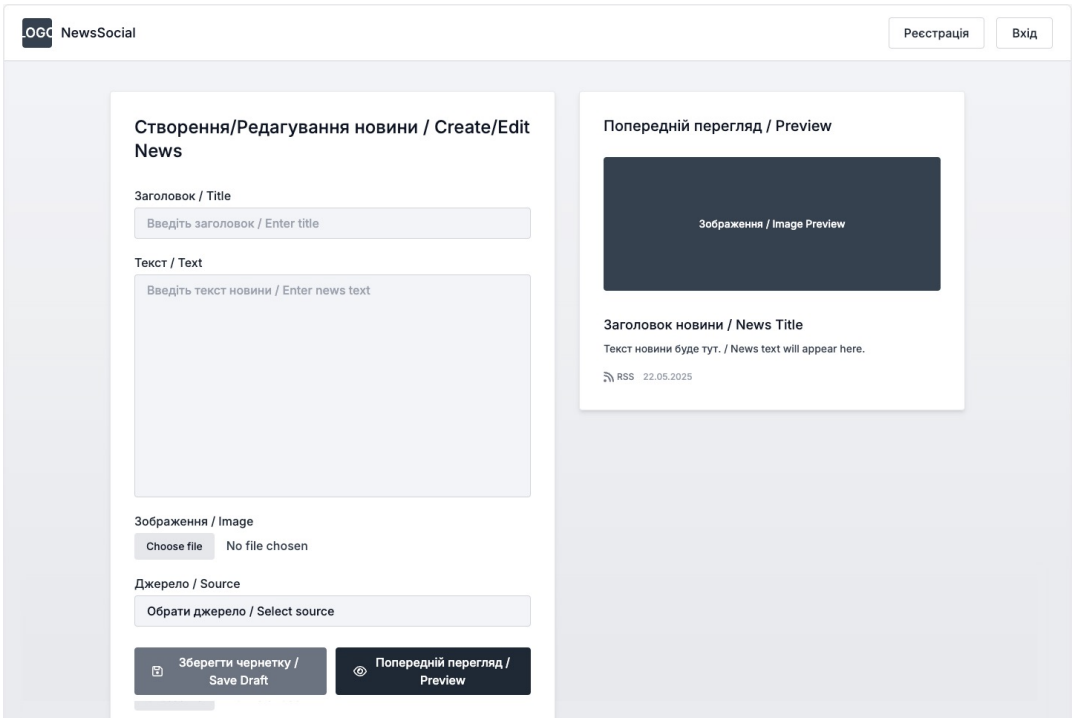 LOGO NewsSocial
Реєстрація
Вхід
Створення/Редагування новини / Create/Edit
News
Заголовок / Title
Введіть заголовок / Enter title
Текст / Text
Введіть текст новини / Enter news text
Зображення / Image
Choose file No file chosen
Джерело / Source
Обрати джерело / Select source
Зберегти чернетку /
Save Draft
Попередній перегляд /
Preview
Попередній перегляд / Preview
Зображення / Image Preview
Заголовок новини / News Title
Текст новини буде тут. / News text will appear here.
RSS 22.05.2025